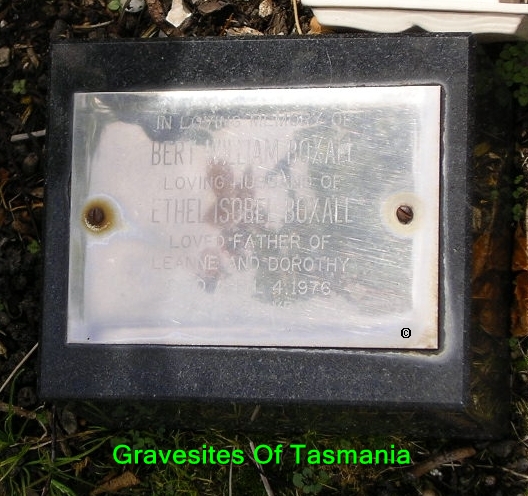 IN LOVING MEMORY OF
BERT WILLIAM BOXALL
LOVING HUSBAND OF
ETHEL ISOBEL BOXALL
LOVED FATHER OF
LEANNE AND DOROTHY
4.1976
©
Gravesites Of Tasmania